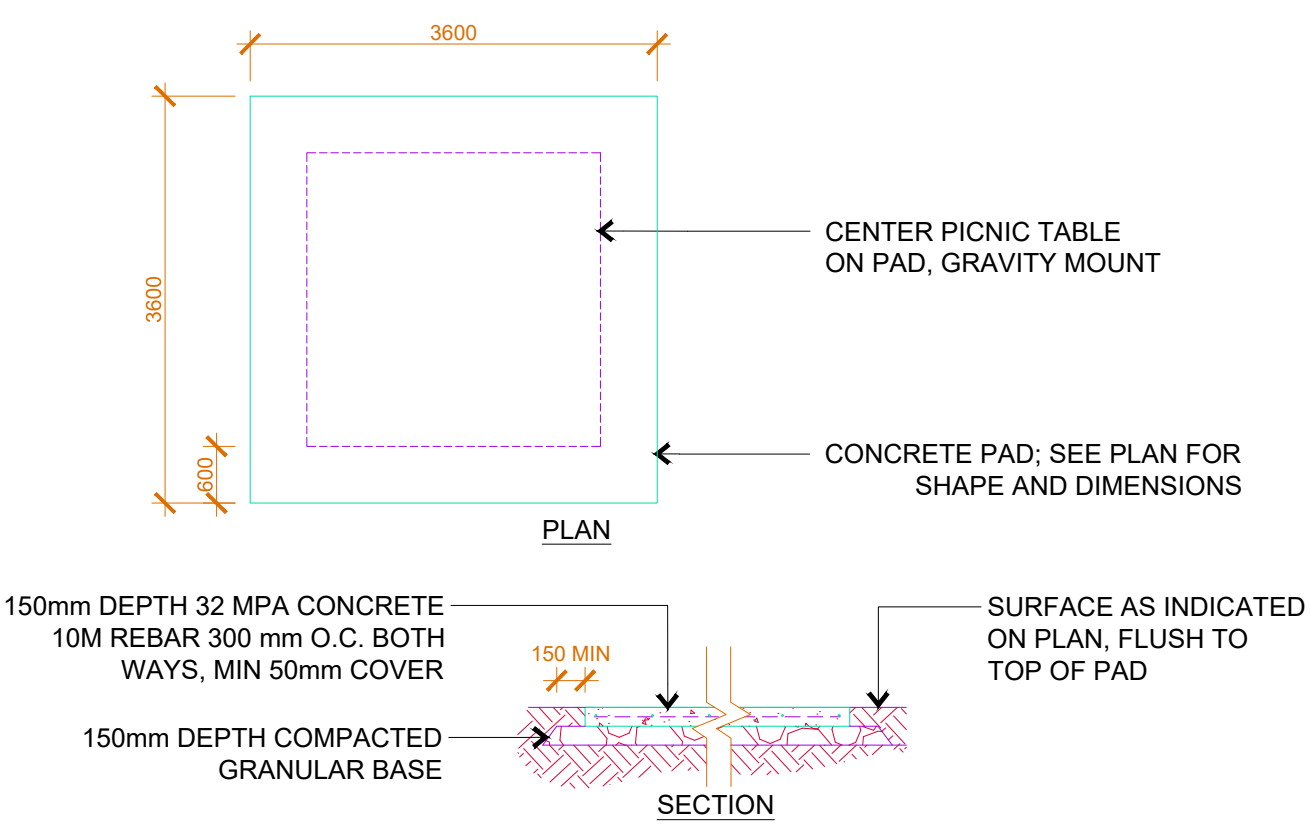 3600
3600
CENTER PICNIC TABLE
ON PAD, GRAVITY MOUNT
600
CONCRETE PAD; SEE PLAN FOR
SHAPE AND DIMENSIONS
PLAN
150mm DEPTH 32 MPA CONCRETE
10M REBAR 300 mm O.C. BOTH
WAYS, MIN 50mm COVER
150 MIN
SURFACE AS INDICATED
ON PLAN, FLUSH TO
TOP OF PAD
150mm DEPTH COMPACTED
GRANULAR BASE
SECTION